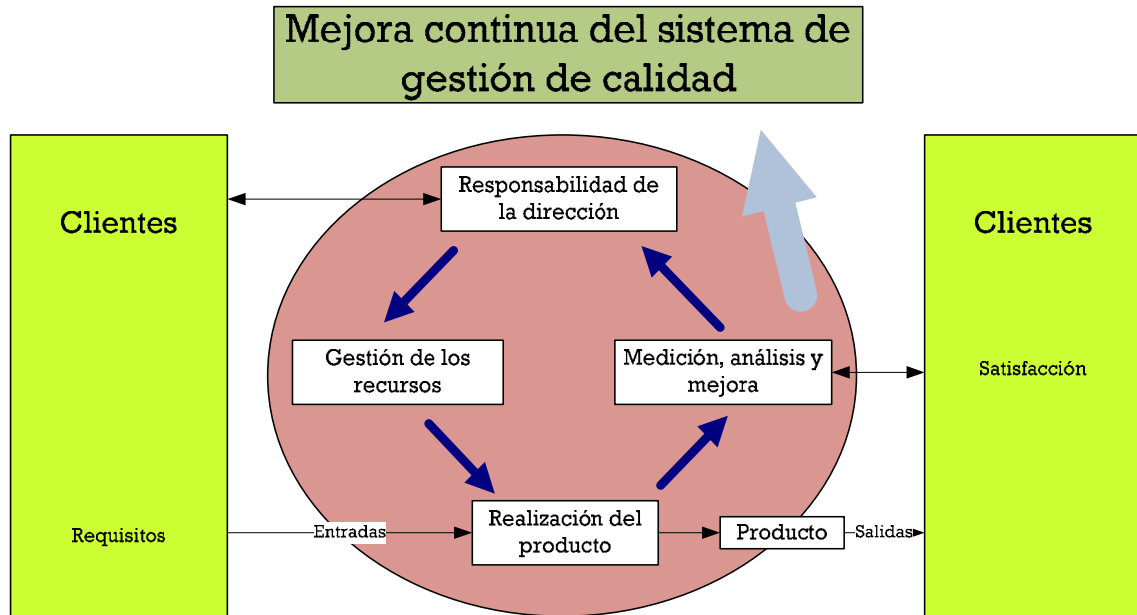 Mejora continua del sistema de
gestión de calidad
Clientes
Responsabilidad de
la dirección
Clientes
Gestión de los
recursos
Medición, análisis y
mejora
Satisfacción
Requisitos
Entradas
Realización del
producto
Producto
Salidas